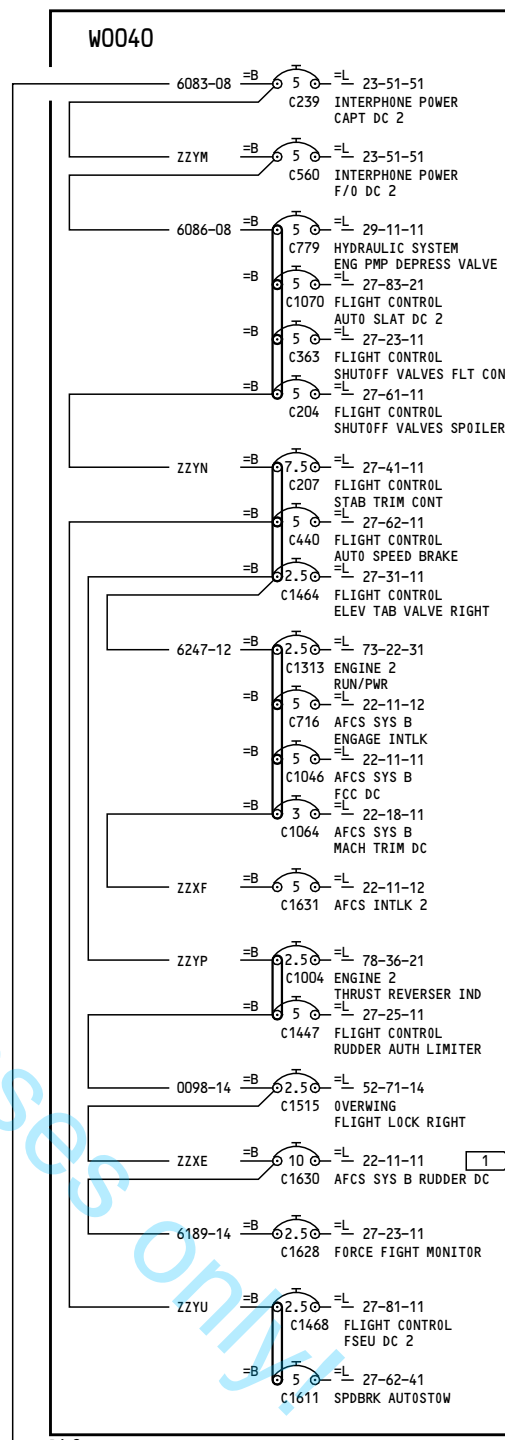 W0040
6083-08 =B 5 =L 23-51-51
C239 INTERPHONE POWER
CAPT DC 2
ZZYM =B 5 =L 23-51-51
C560 INTERPHONE POWER
F/O DC 2
6086-08 =B 5 =L 29-11-11
C779 HYDRAULIC SYSTEM
ENG PMP DEPRESS VALVE
=B 5 =L 27-83-21
C1070 FLIGHT CONTROL
AUTO SLAT DC 2
=B 5 =L 27-23-11
C363 FLIGHT CONTROL
SHUTOFF VALVES FLT CON
=B 5 =L 27-61-11
C204 FLIGHT CONTROL
SHUTOFF VALVES SPOILER
ZZYN =B 7.5 =L 27-41-11
C207 FLIGHT CONTROL
STAB TRIM CONT
=B 5 =L 27-62-11
C440 FLIGHT CONTROL
AUTO SPEED BRAKE
=B 2.5 =L 27-31-11
C1464 FLIGHT CONTROL
ELEV TAB VALVE RIGHT
6247-12 =B 2.5 =L 73-22-31
C1313 ENGINE 2
RUN/PWR
=B 5 =L 22-11-12
C716 AFCS SYS B
ENGAGE INTLK
=B 5 =L 22-11-11
C1046 AFCS SYS B
FCC DC
=B 3 =L 22-18-11
C1064 AFCS SYS B
MACH TRIM DC
ZZXF =B 5 =L 22-11-12
C1631 AFCS INTLK 2
ZZYP =B 2.5 =L 78-36-21
C1004 ENGINE 2
THRUST REVERSER IND
=B 5 =L 27-25-11
C1447 FLIGHT CONTROL
RUDDER AUTH LIMITER
0098-14 =B 2.5 =L 52-71-14
C1515 OVERWING
FLIGHT LOCK RIGHT
ZZXE =B 10 =L 22-11-11 1
C1630 AFCS SYS B RUDDER DC
6189-14 =B 2.5 =L 27-23-11
C1628 FORCE FIGHT MONITOR
ZZYU =B 2.5 =L 27-81-11
C1468 FLIGHT CONTROL
FSEU DC 2
=B 5 =L 27-62-41
C1611 SPDBRK AUTOSTOW
ses only!